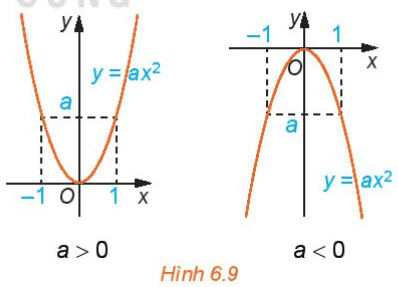 y
y = ax²
a
–1 O 1 x
a > 0
y
–1 1
O x
a
y = ax²
a < 0
Hình 6.9